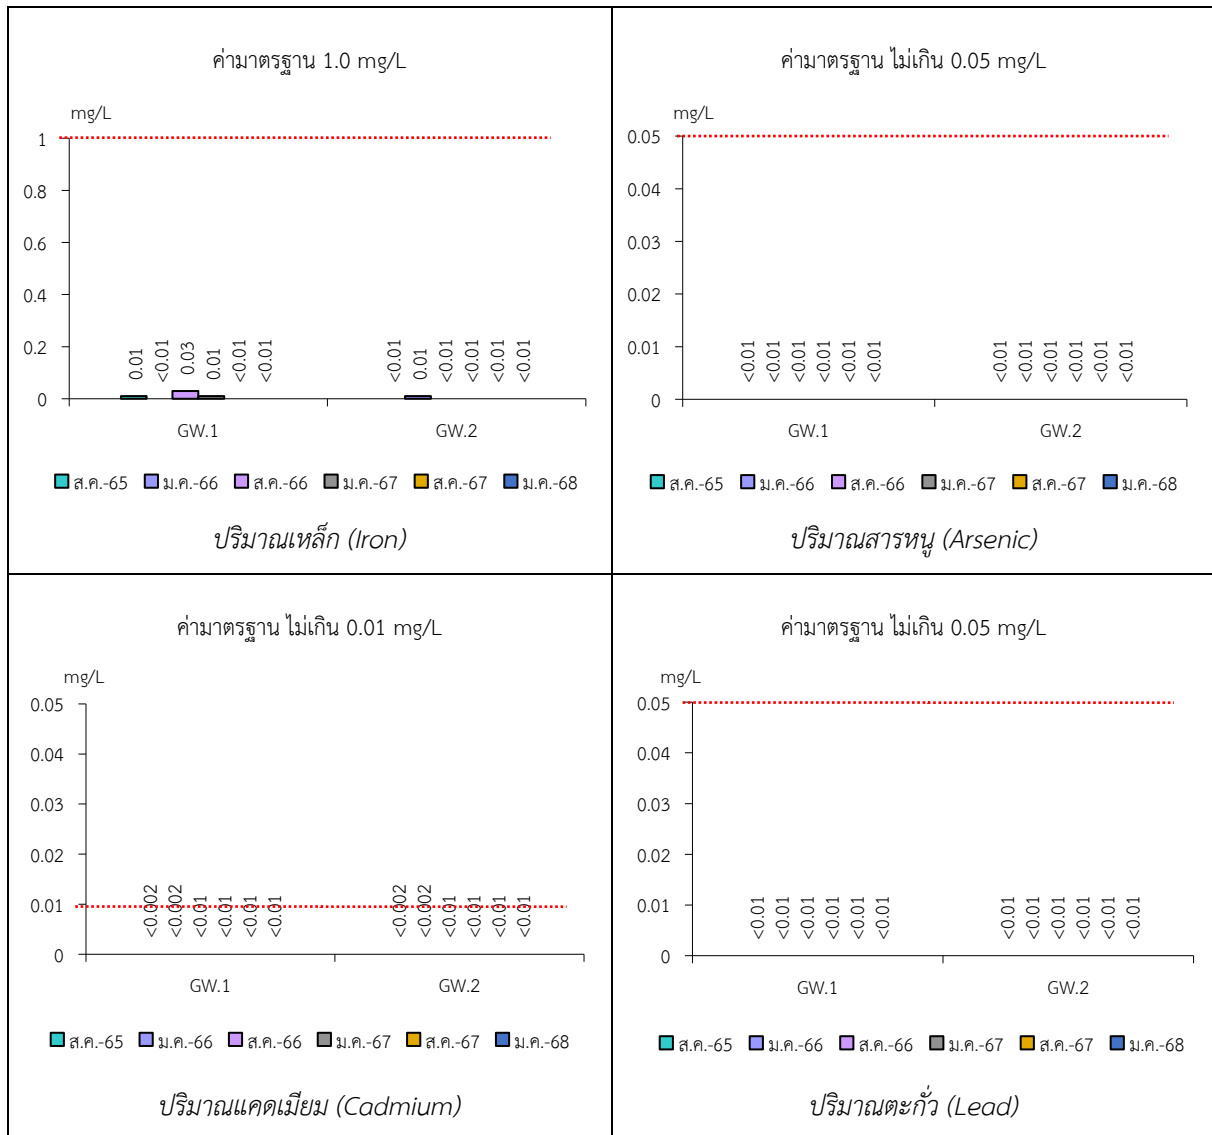 ค่ามาตรฐาน 1.0 mg/L
mg/L
1
0.8
0.6
0.4
0.2
0
0.01 <0.01 0.03 0.01 <0.01 <0.01
<0.01 0.01 <0.01 <0.01 <0.01 <0.01
GW.1 GW.2
ส.ค.-65 ม.ค.-66 ส.ค.-66 ม.ค.-67 ส.ค.-67 ม.ค.-68
ปริมาณเหล็ก (Iron)
ค่ามาตรฐาน ไม่เกิน 0.05 mg/L
mg/L
0.05
0.04
0.03
0.02
0.01
0
<0.01 <0.01 <0.01 <0.01 <0.01 <0.01
<0.01 <0.01 <0.01 <0.01 <0.01 <0.01
GW.1 GW.2
ส.ค.-65 ม.ค.-66 ส.ค.-66 ม.ค.-67 ส.ค.-67 ม.ค.-68
ปริมาณสารหนู (Arsenic)
ค่ามาตรฐาน ไม่เกิน 0.01 mg/L
mg/L
0.05
0.04
0.03
0.02
0.01
0
<0.002 <0.002 <0.01 <0.01 <0.01 <0.01
<0.002 <0.002 <0.01 <0.01 <0.01 <0.01
GW.1 GW.2
ส.ค.-65 ม.ค.-66 ส.ค.-66 ม.ค.-67 ส.ค.-67 ม.ค.-68
ปริมาณแคดเมียม (Cadmium)
ค่ามาตรฐาน ไม่เกิน 0.05 mg/L
mg/L
0.05
0.04
0.03
0.02
0.01
0
<0.01 <0.01 <0.01 <0.01 <0.01 <0.01
<0.01 <0.01 <0.01 <0.01 <0.01 <0.01
GW.1 GW.2
ส.ค.-65 ม.ค.-66 ส.ค.-66 ม.ค.-67 ส.ค.-67 ม.ค.-68
ปริมาณตะกั่ว (Lead)